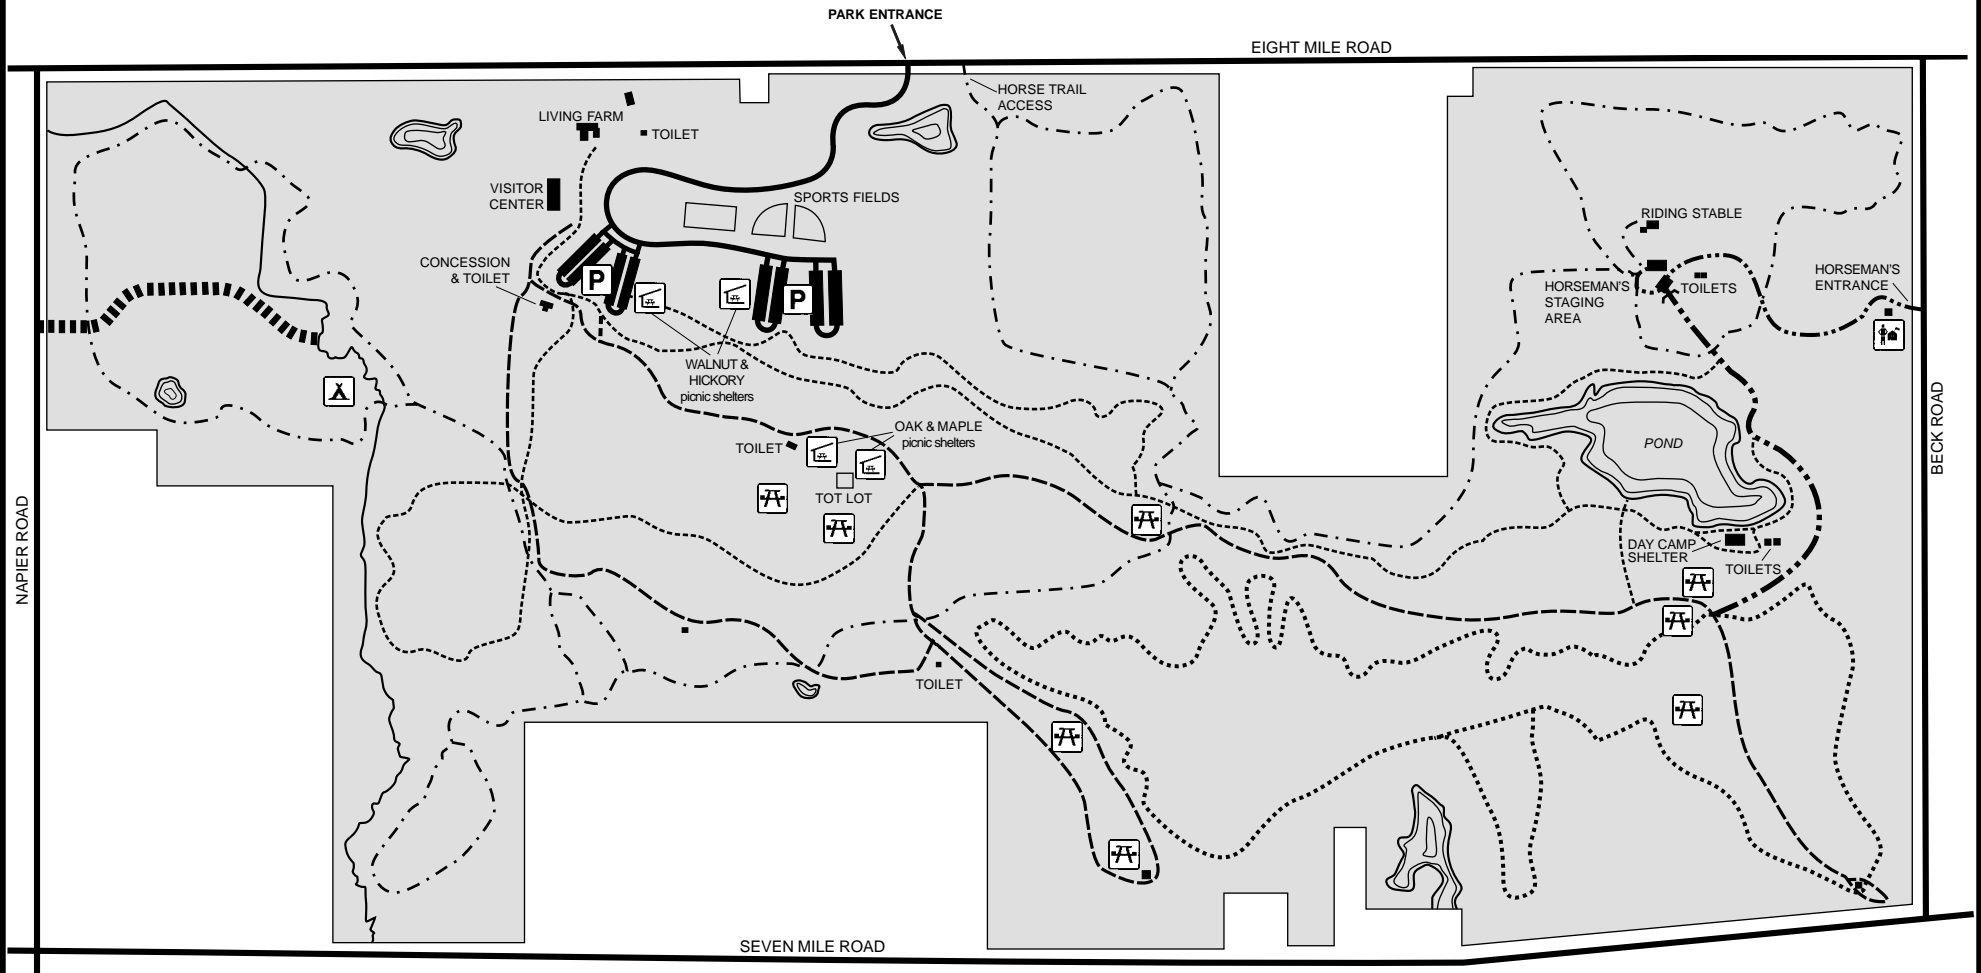 PARK ENTRANCE
EIGHT MILE ROAD
HORSE TRAIL
ACCESS
LIVING FARM
TOILET
VISITOR
CENTER
SPORTS FIELDS
RIDING STABLE
CONCESSION
& TOILET
P
P
HORSEMAN'S
STAGING
AREA
TOILETS
HORSEMAN'S
ENTRANCE
WALNUT &
HICKORY
picnic shelters
OAK & MAPLE
picnic shelters
TOILET
TOT LOT
POND
BECK ROAD
NAPIER ROAD
DAY CAMP
SHELTER
TOILETS
TOILET
SEVEN MILE ROAD